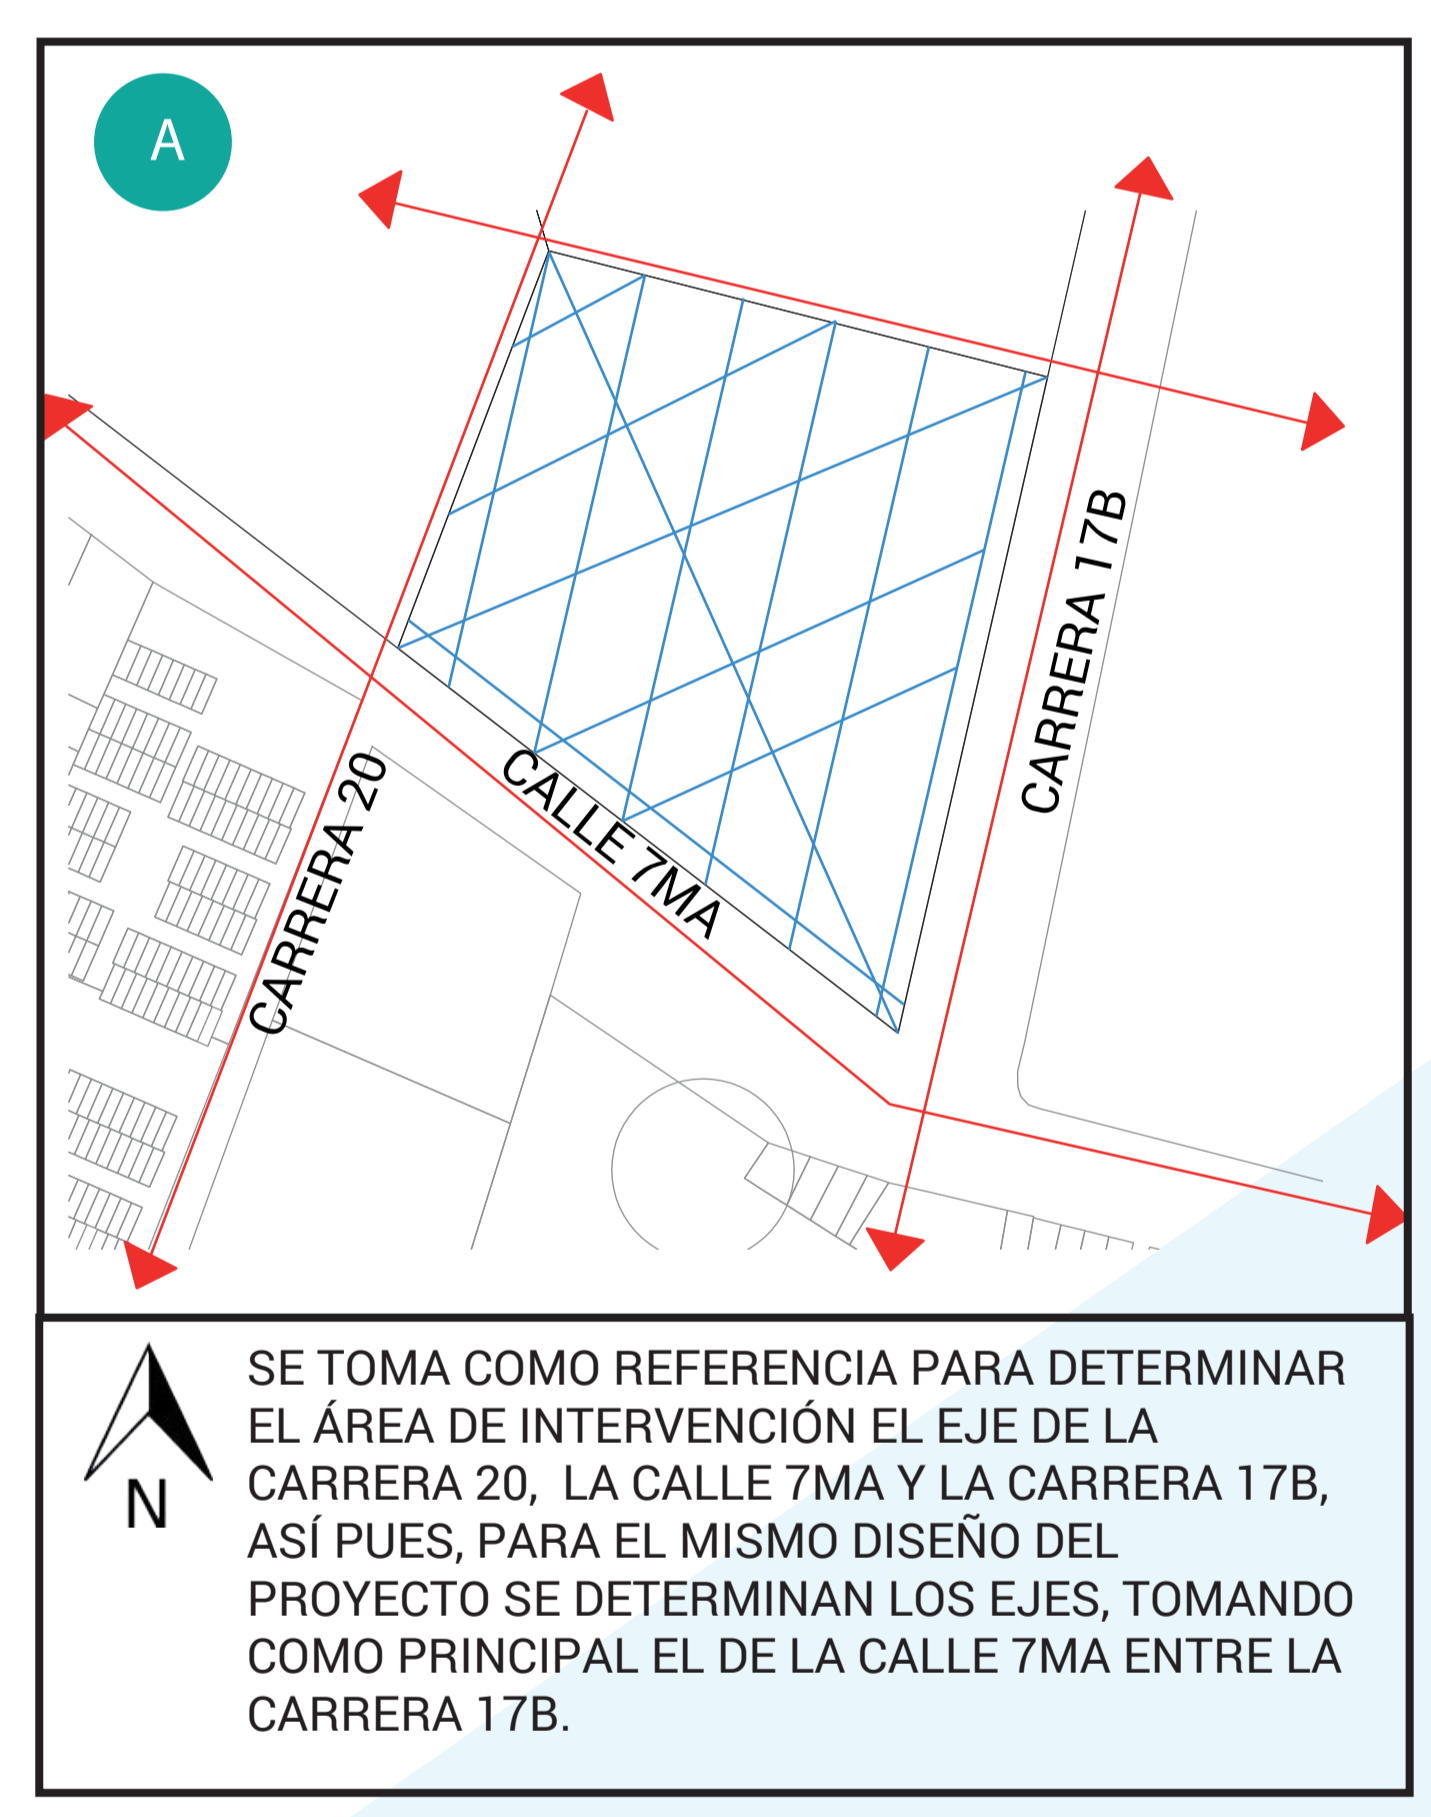 A
CARRERA 17B
CALLE 7MA
CARRERA 20
N
SE TOMA COMO REFERENCIA PARA DETERMINAR
EL ÁREA DE INTERVENCIÓN EL EJE DE LA
CARRERA 20, LA CALLE 7MA Y LA CARRERA 17B,
ASÍ PUES, PARA EL MISMO DISEÑO DEL
PROYECTO SE DETERMINAN LOS EJES, TOMANDO
COMO PRINCIPAL EL DE LA CALLE 7MA ENTRE LA
CARRERA 17B.